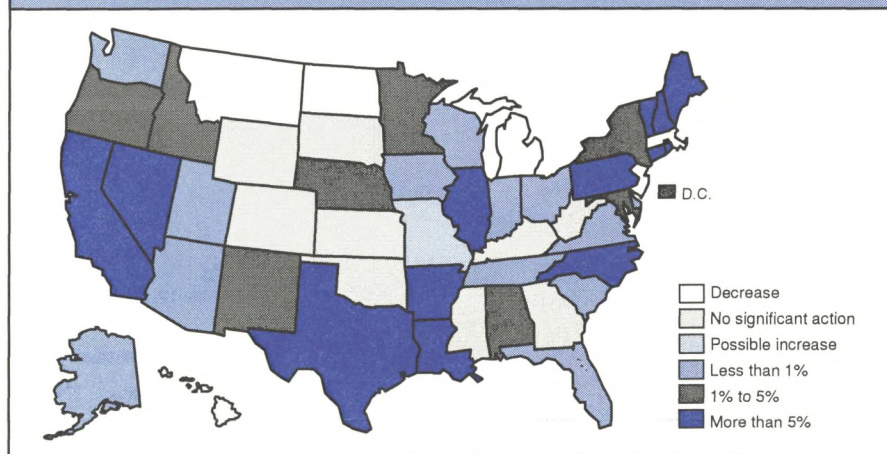 D.C.
Decrease
No significant action
Possible increase
Less than 1%
1% to 5%
More than 5%